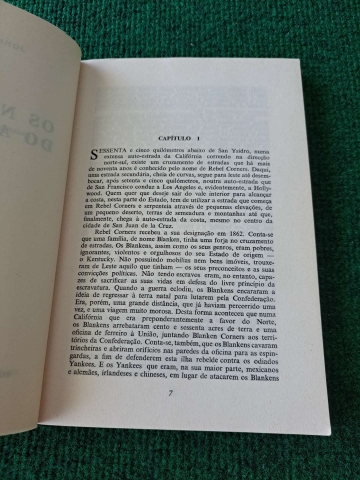 OS N
DO A
CAPÍTULO I
SESSENTA e cinco quilómetros abaixo de San Ysidro, numa
extensa auto-estrada da Califórnia correndo na direcção
norte-sul, existe um cruzamento de estradas que há mais
de noventa anos é conhecido pelo nome de Rebel Corners. Daqui,
uma estrada secundária, cheia de curvas, segue para leste até desem-
bocar, após setenta e cinco quilómetros, noutra auto-estrada que
de San Francisco conduz a Los Angeles e, evidentemente, a Holly-
wood. Quem quer que deseje sair do vale interior para alcançar
a costa, nesta parte do Estado, tem de utilizar a estrada que começa
em Rebel Corners e serpenteia através de pequenas elevações, de
um pequeno deserto, terras de semeadura e montanhas até que,
finalmente, chega à auto-estrada da costa, mesmo no centro da
cidade de San Juan de la Cruz.
Rebel Corners recebeu a sua designação em 1862. Conta-se
que uma família, de nome Blanken, tinha uma forja no cruzamento
de estradas. Os Blankens, assim como os seus genros, eram pobres,
ignorantes, violentos e orgulhosos do seu Estado de origem —
o Kentucky. Não possuindo mobílias nem bens imóveis, trouxe-
ram de Leste aquilo que tinham — os seus preconceitos e as suas
convicções políticas. Não tendo escravos eram, no entanto, capa-
zes de sacrificar as suas vidas em defesa do livre princípio da
escravatura. Quando a guerra eclodiu, os Blankens encararam a
ideia de regressar à terra natal para lutarem pela Confederação.
Era, porém, uma grande distância, que já haviam percorrido uma
vez, e uma viagem muito morosa. Desta forma acontece que numa
Califórnia que era preponderantemente a favor do Norte,
os Blankens arrebataram cento e sessenta acres de terra e uma
oficina de ferreiro à União, juntando Blanken Corners aos terri-
tórios da Confederação. Conta-se, também, que os Blankens cavaram
trincheiras e abriram orifícios nas paredes da oficina para as espin-
gardas, a fim de defenderem esta ilha rebelde contra os odiados
Yankees. E os Yankees que eram, na sua maior parte, mexicanos
e alemães, irlandeses e chineses, em lugar de atacarem os Blankens
7